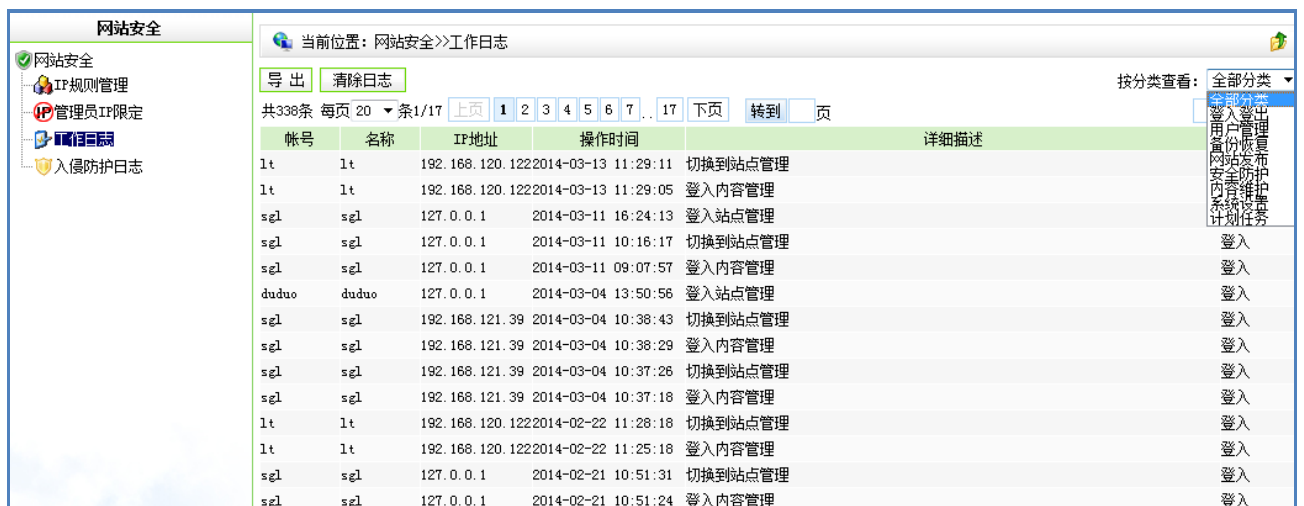 网站安全
网站安全
IP规则管理
管理员IP限定
工作日志
入侵防护日志
当前位置：网站安全>>工作日志
导 出 清除日志 按分类查看： 全部分类
共338条 每页 20 条1/17 上页 1 2 3 4 5 6 7 .. 17 下页 转到 页
全部分类
登入登出
用户管理
备份恢复
网站发布
安全防护
内容维护
系统设置
计划任务
帐号 名称 IP地址 操作时间 详细描述
lt lt 192.168.120.122 2014-03-13 11:29:11 切换到站点管理
lt lt 192.168.120.122 2014-03-13 11:29:05 登入内容管理
sgl sgl 127.0.0.1 2014-03-11 16:24:13 登入站点管理
sgl sgl 127.0.0.1 2014-03-11 10:16:17 切换到站点管理 登入
sgl sgl 127.0.0.1 2014-03-11 09:07:57 登入内容管理 登入
duduo duduo 127.0.0.1 2014-03-04 13:50:56 登入站点管理 登入
sgl sgl 192.168.121.39 2014-03-04 10:38:43 切换到站点管理 登入
sgl sgl 192.168.121.39 2014-03-04 10:38:29 登入内容管理 登入
sgl sgl 192.168.121.39 2014-03-04 10:37:26 切换到站点管理 登入
sgl sgl 192.168.121.39 2014-03-04 10:37:18 登入内容管理 登入
lt lt 192.168.120.122 2014-02-22 11:28:18 切换到站点管理 登入
lt lt 192.168.120.122 2014-02-22 11:25:18 登入内容管理 登入
sgl sgl 127.0.0.1 2014-02-21 10:51:31 切换到站点管理 登入
sgl sgl 127.0.0.1 2014-02-21 10:51:24 登入内容管理 登入